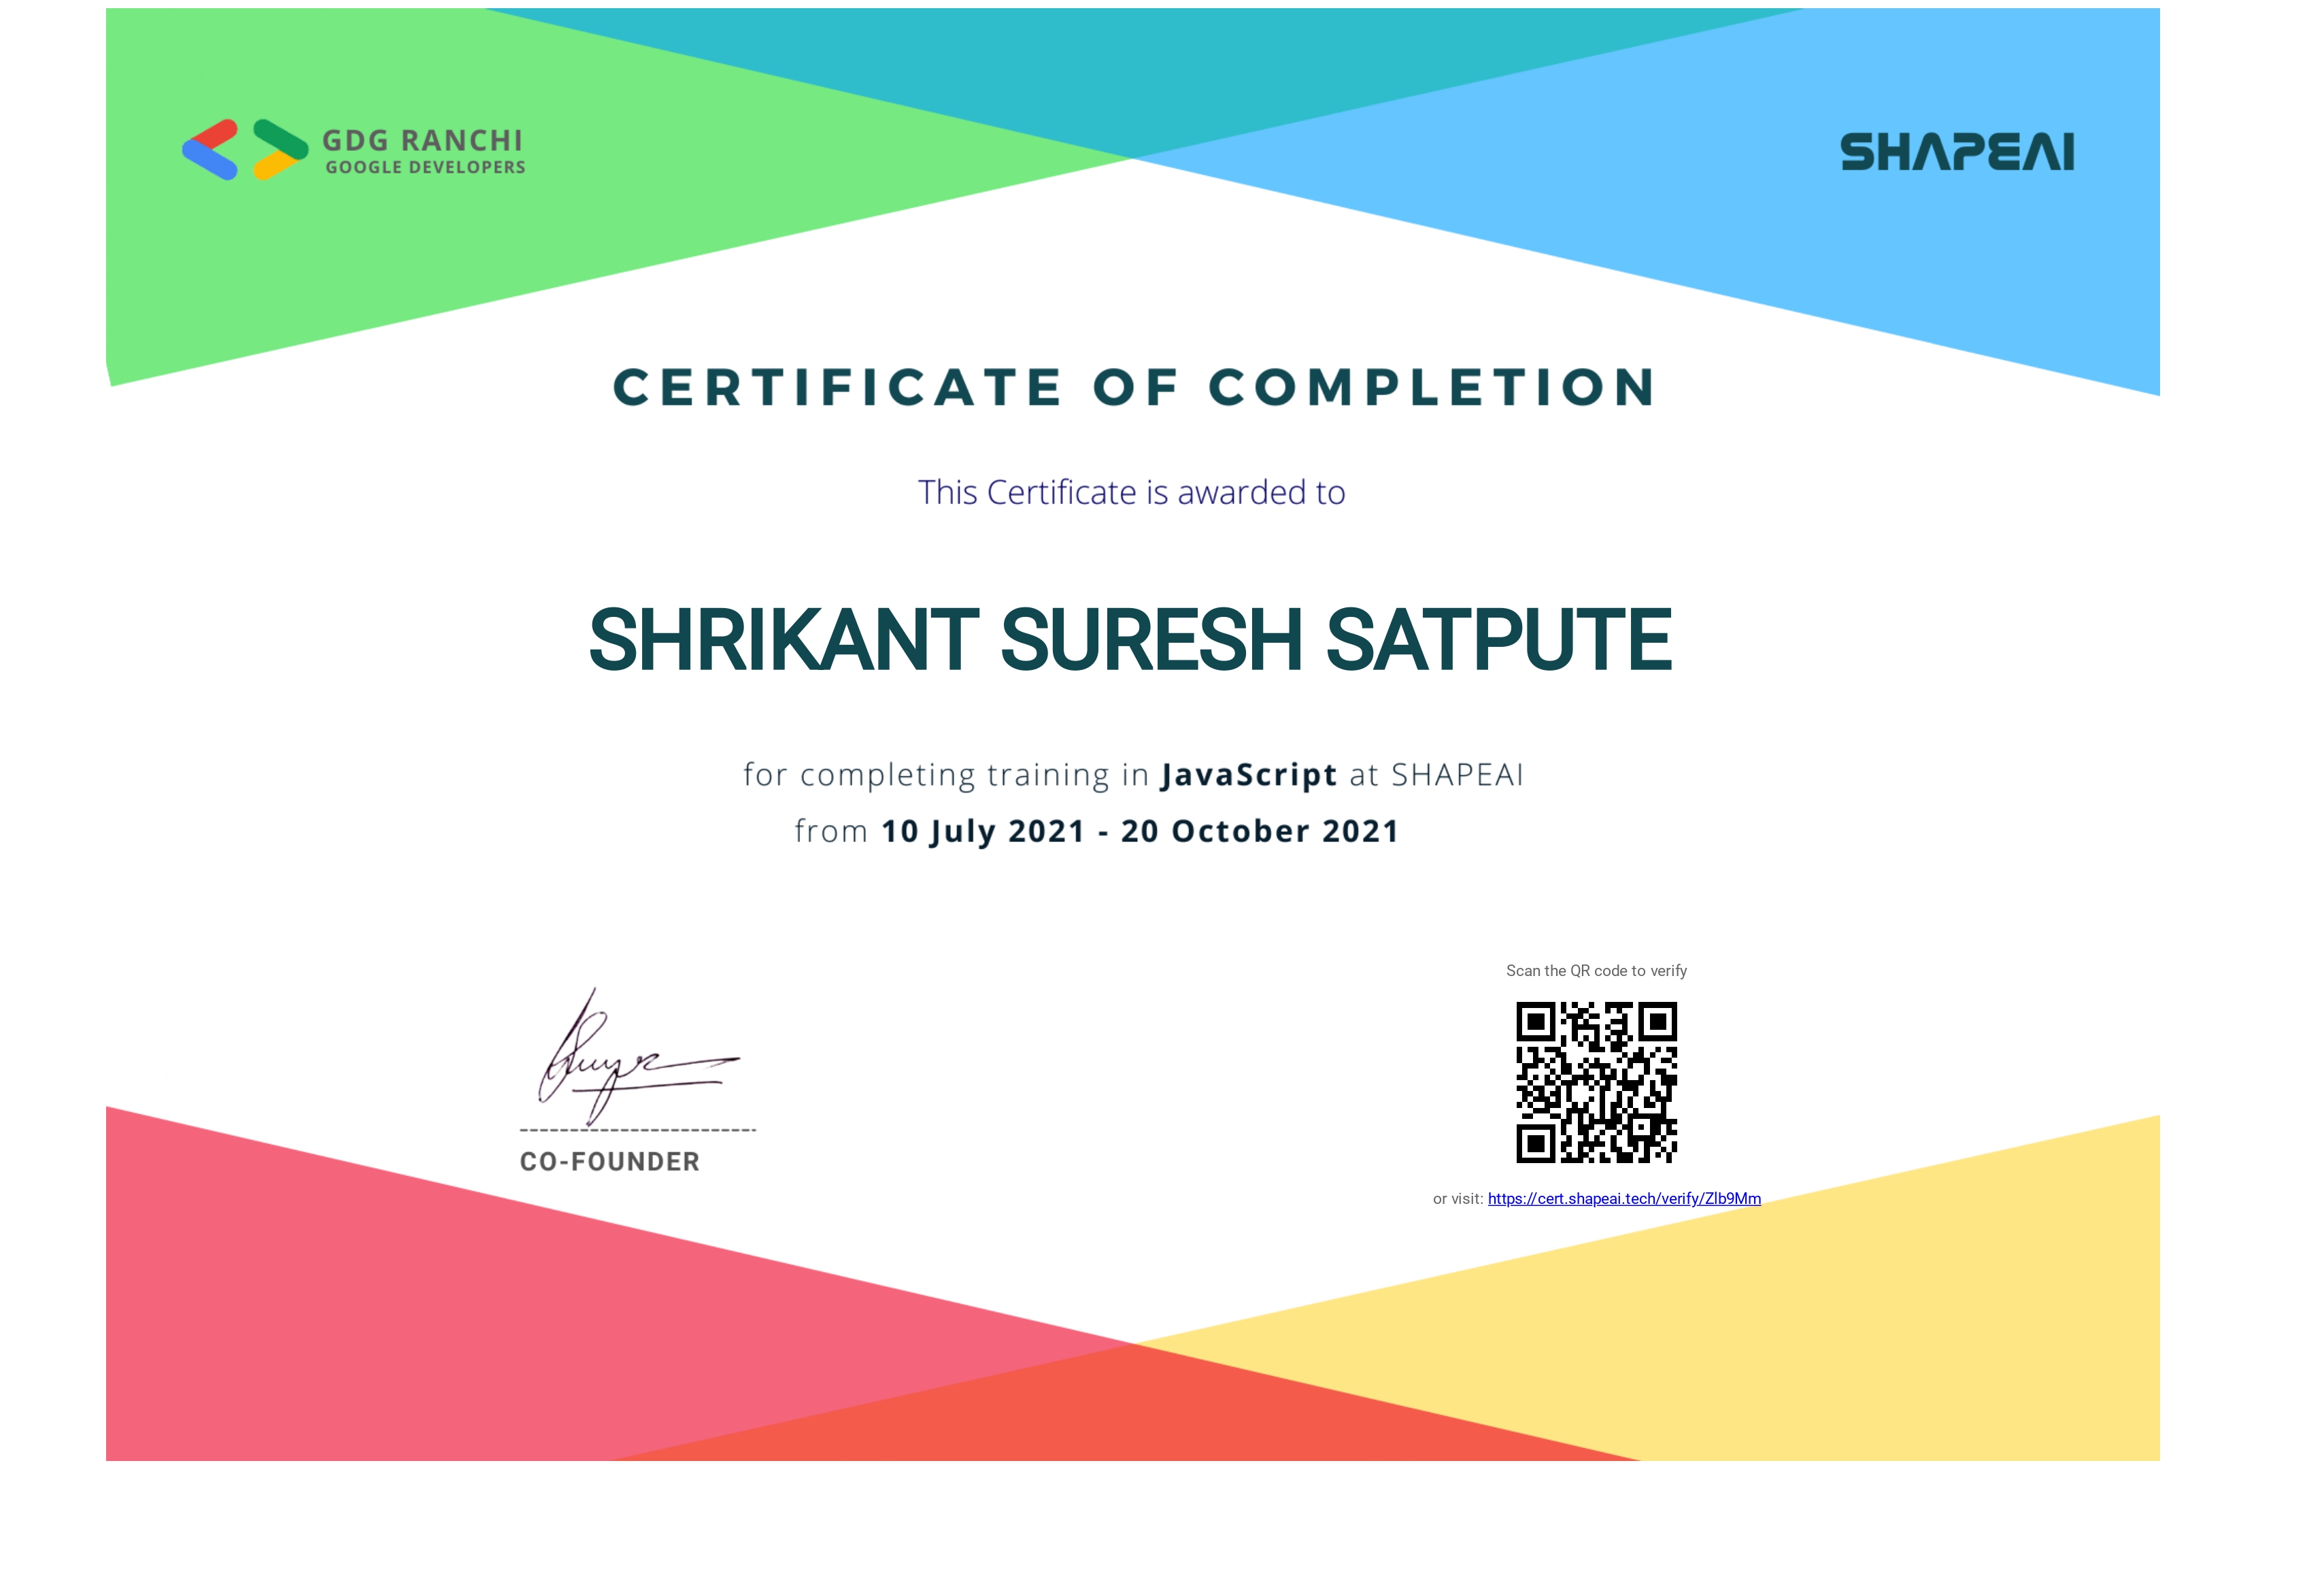 GDG RANCHI
GOOGLE DEVELOPERS
SHAPEAI
CERTIFICATE OF COMPLETION
This Certificate is awarded to
SHRIKANT SURESH SATPUTE
for completing training in JavaScript at SHAPEAI
from 10 July 2021 - 20 October 2021
Scan the QR code to verify
CO-FOUNDER
or visit: https://cert.shapeai.tech/verify/Zlb9Mm